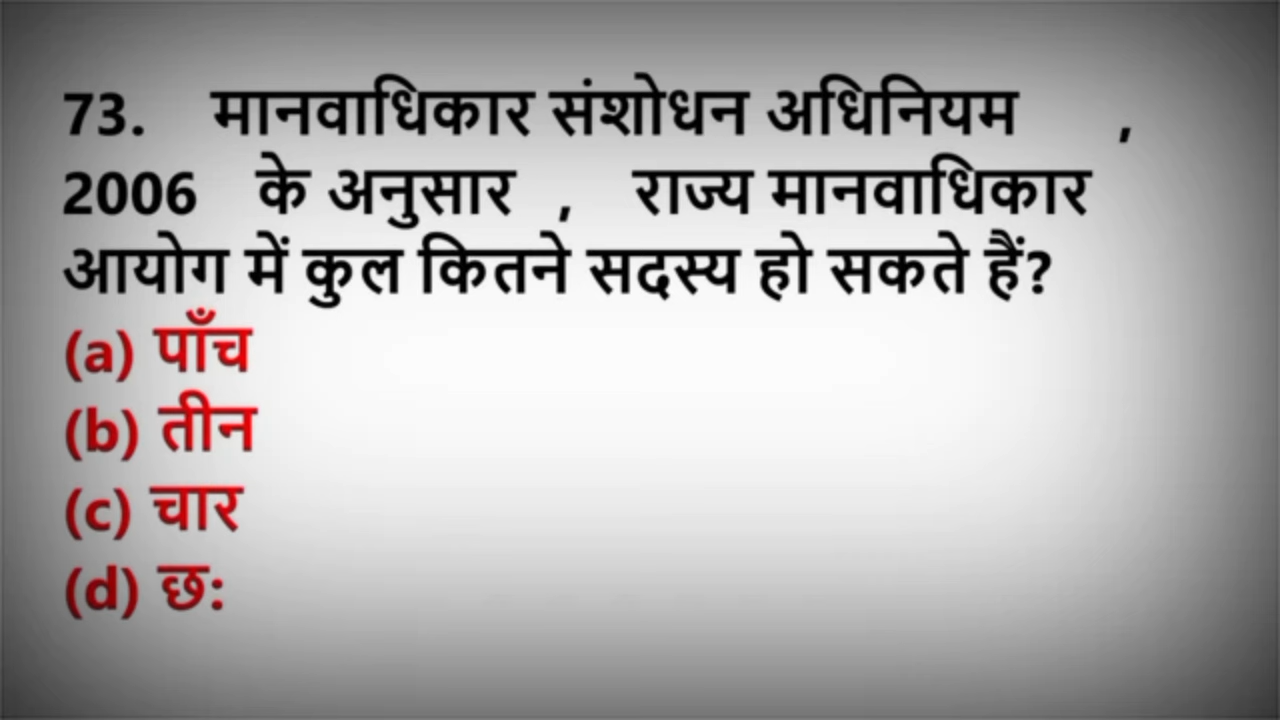 73. मानवाधिकार संशोधन अधिनियम ,
2006 के अनुसार , राज्य मानवाधिकार
आयोग में कुल कितने सदस्य हो सकते हैं?
(a) पाँच
(b) तीन
(c) चार
(d) छः